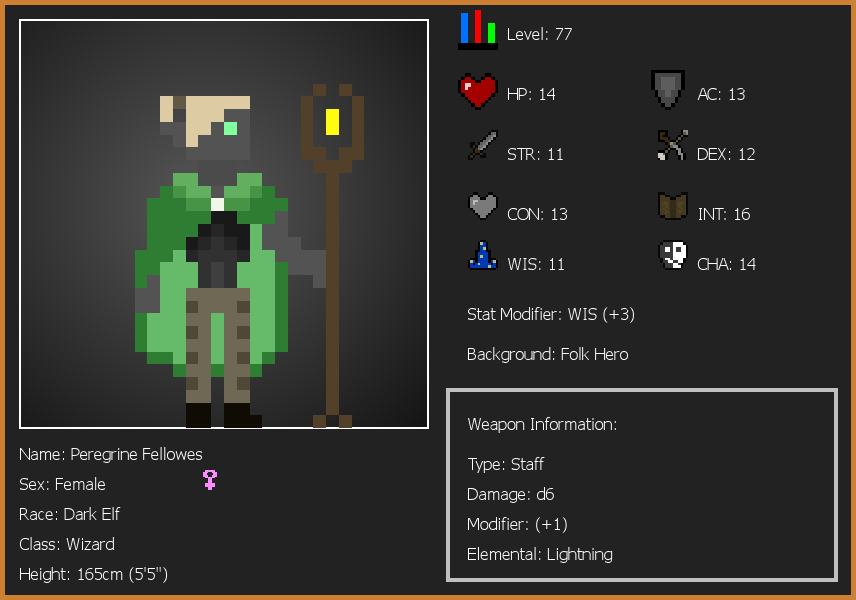 Level: 77
HP: 14
AC: 13
STR: 11
DEX: 12
CON: 13
INT: 16
WIS: 11
CHA: 14
Stat Modifier: WIS (+3)
Background: Folk Hero
Weapon Information:
Type: Staff
Damage: d6
Modifier: (+1)
Elemental: Lightning
Name: Peregrine Fellowes
Sex: Female
Race: Dark Elf
Class: Wizard
Height: 165cm (5'5")